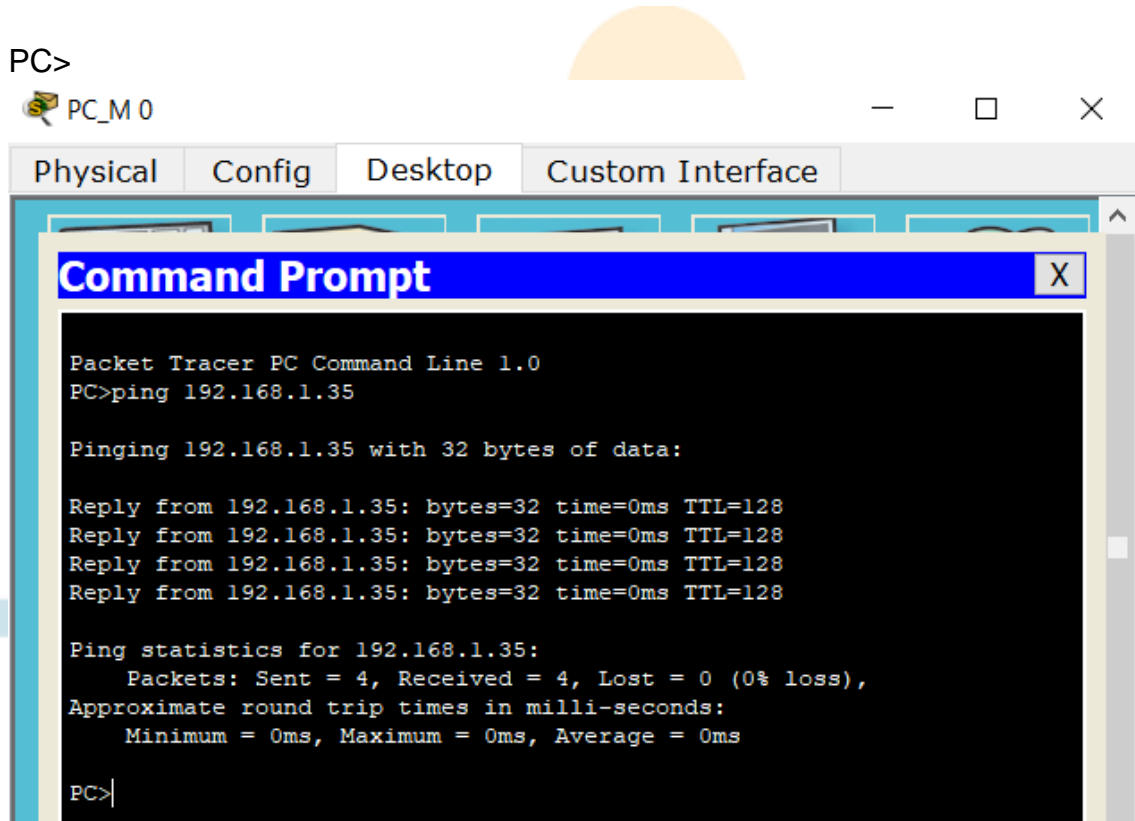 PC>
PC_M 0
Physical Config Desktop Custom Interface
Command Prompt X
Packet Tracer PC Command Line 1.0
PC>ping 192.168.1.35
Pinging 192.168.1.35 with 32 bytes of data:
Reply from 192.168.1.35: bytes=32 time=0ms TTL=128
Reply from 192.168.1.35: bytes=32 time=0ms TTL=128
Reply from 192.168.1.35: bytes=32 time=0ms TTL=128
Reply from 192.168.1.35: bytes=32 time=0ms TTL=128
Ping statistics for 192.168.1.35:
Packets: Sent = 4, Received = 4, Lost = 0 (0% loss),
Approximate round trip times in milli-seconds:
Minimum = 0ms, Maximum = 0ms, Average = 0ms
PC>